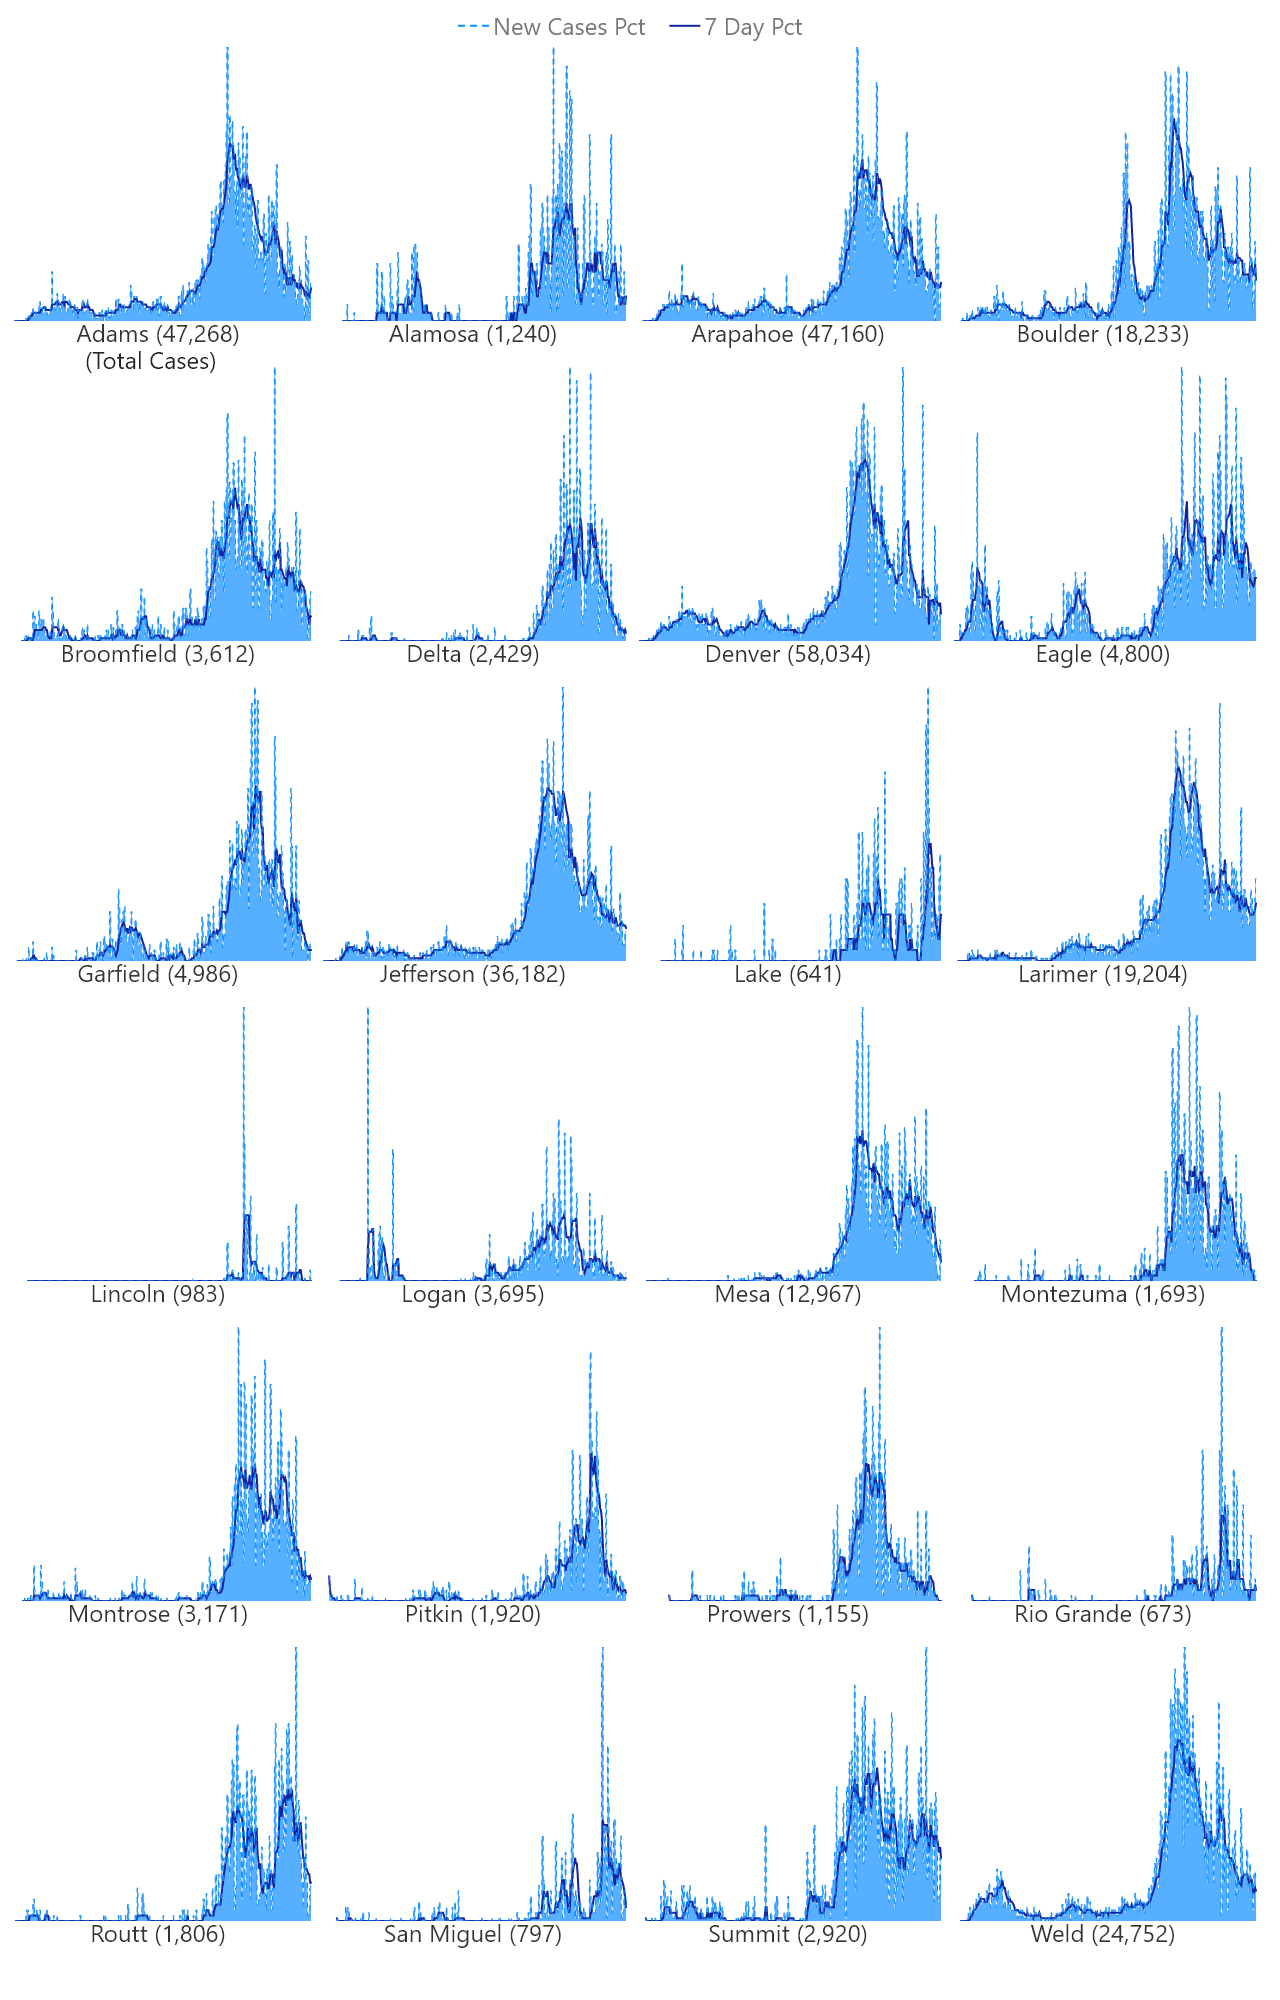 New Cases Pct 7 Day Pct
Adams (47,268) Alamosa (1,240) Arapahoe (47,160) Boulder (18,233)
(Total Cases)
Broomfield (3,612) Delta (2,429) Denver (58,034) Eagle (4,800)
Garfield (4,986) Jefferson (36,182) Lake (641) Larimer (19,204)
Lincoln (983) Logan (3,695) Mesa (12,967) Montezuma (1,693)
Montrose (3,171) Pitkin (1,920) Prowers (1,155) Rio Grande (673)
Routt (1,806) San Miguel (797) Summit (2,920) Weld (24,752)